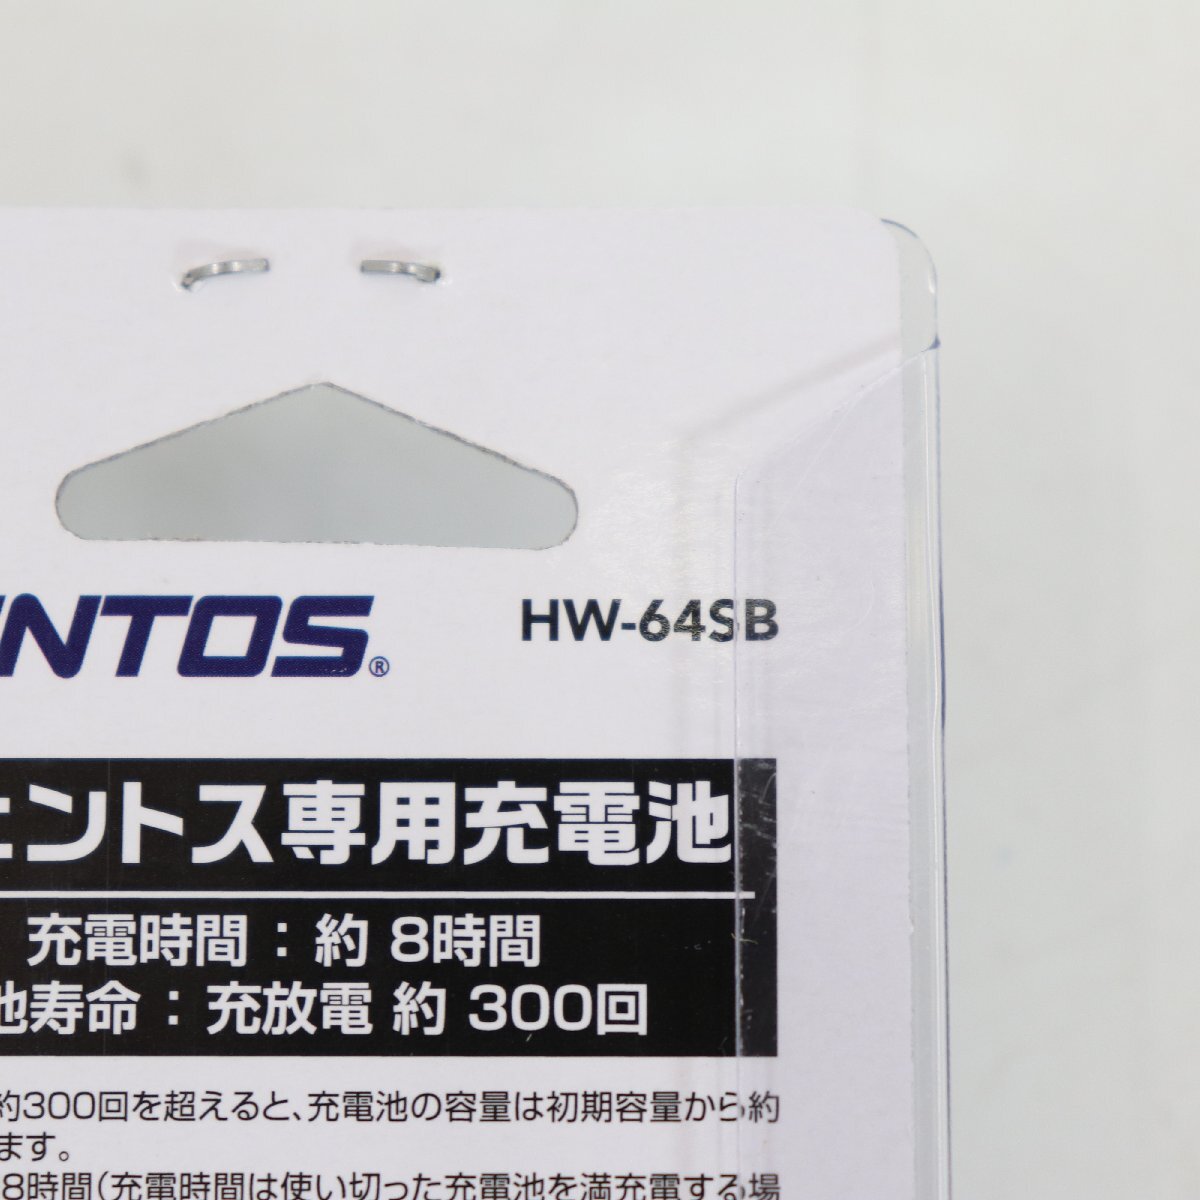 ENTOS® HW-64SB
ェントス専用充電池
充電時間：約 8時間
池寿命：充放電 約 300回
約300回を超えると、充電池の容量は初期容量から約
ます。
8時間(充電時間は使い切った充電池を満充電する場